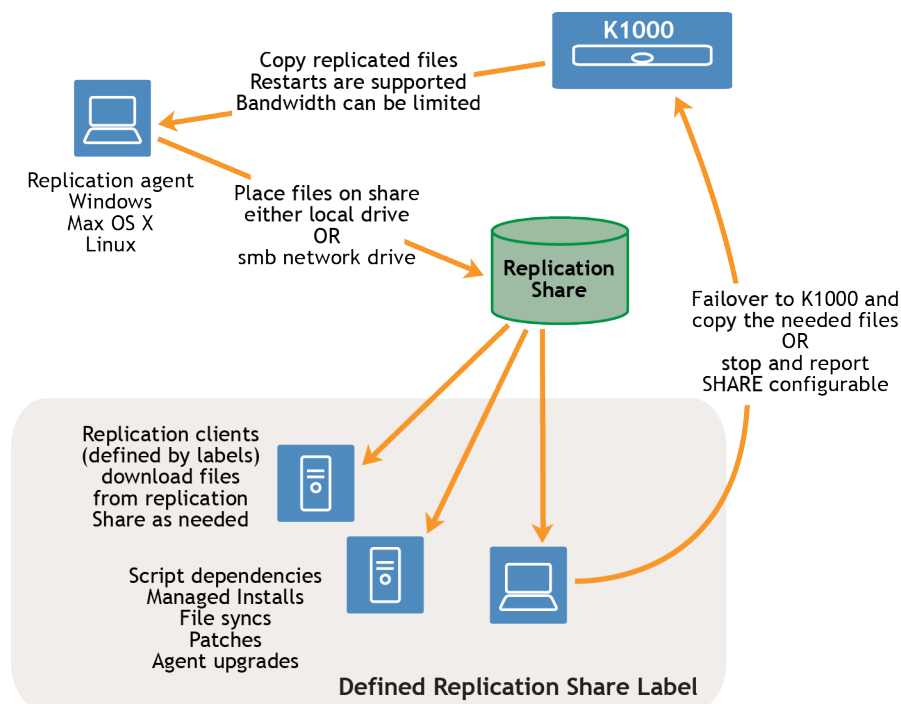 K1000
Copy replicated files
Restarts are supported
Bandwidth can be limited
Replication agent
Windows
Max OS X
Linux
Place files on share
either local drive
OR
smb network drive
Replication
Share
Failover to K1000 and
copy the needed files
OR
stop and report
SHARE configurable
Replication clients
(defined by labels)
download files
from replication
Share as needed
Script dependencies
Managed Installs
File syncs
Patches
Agent upgrades
Defined Replication Share Label